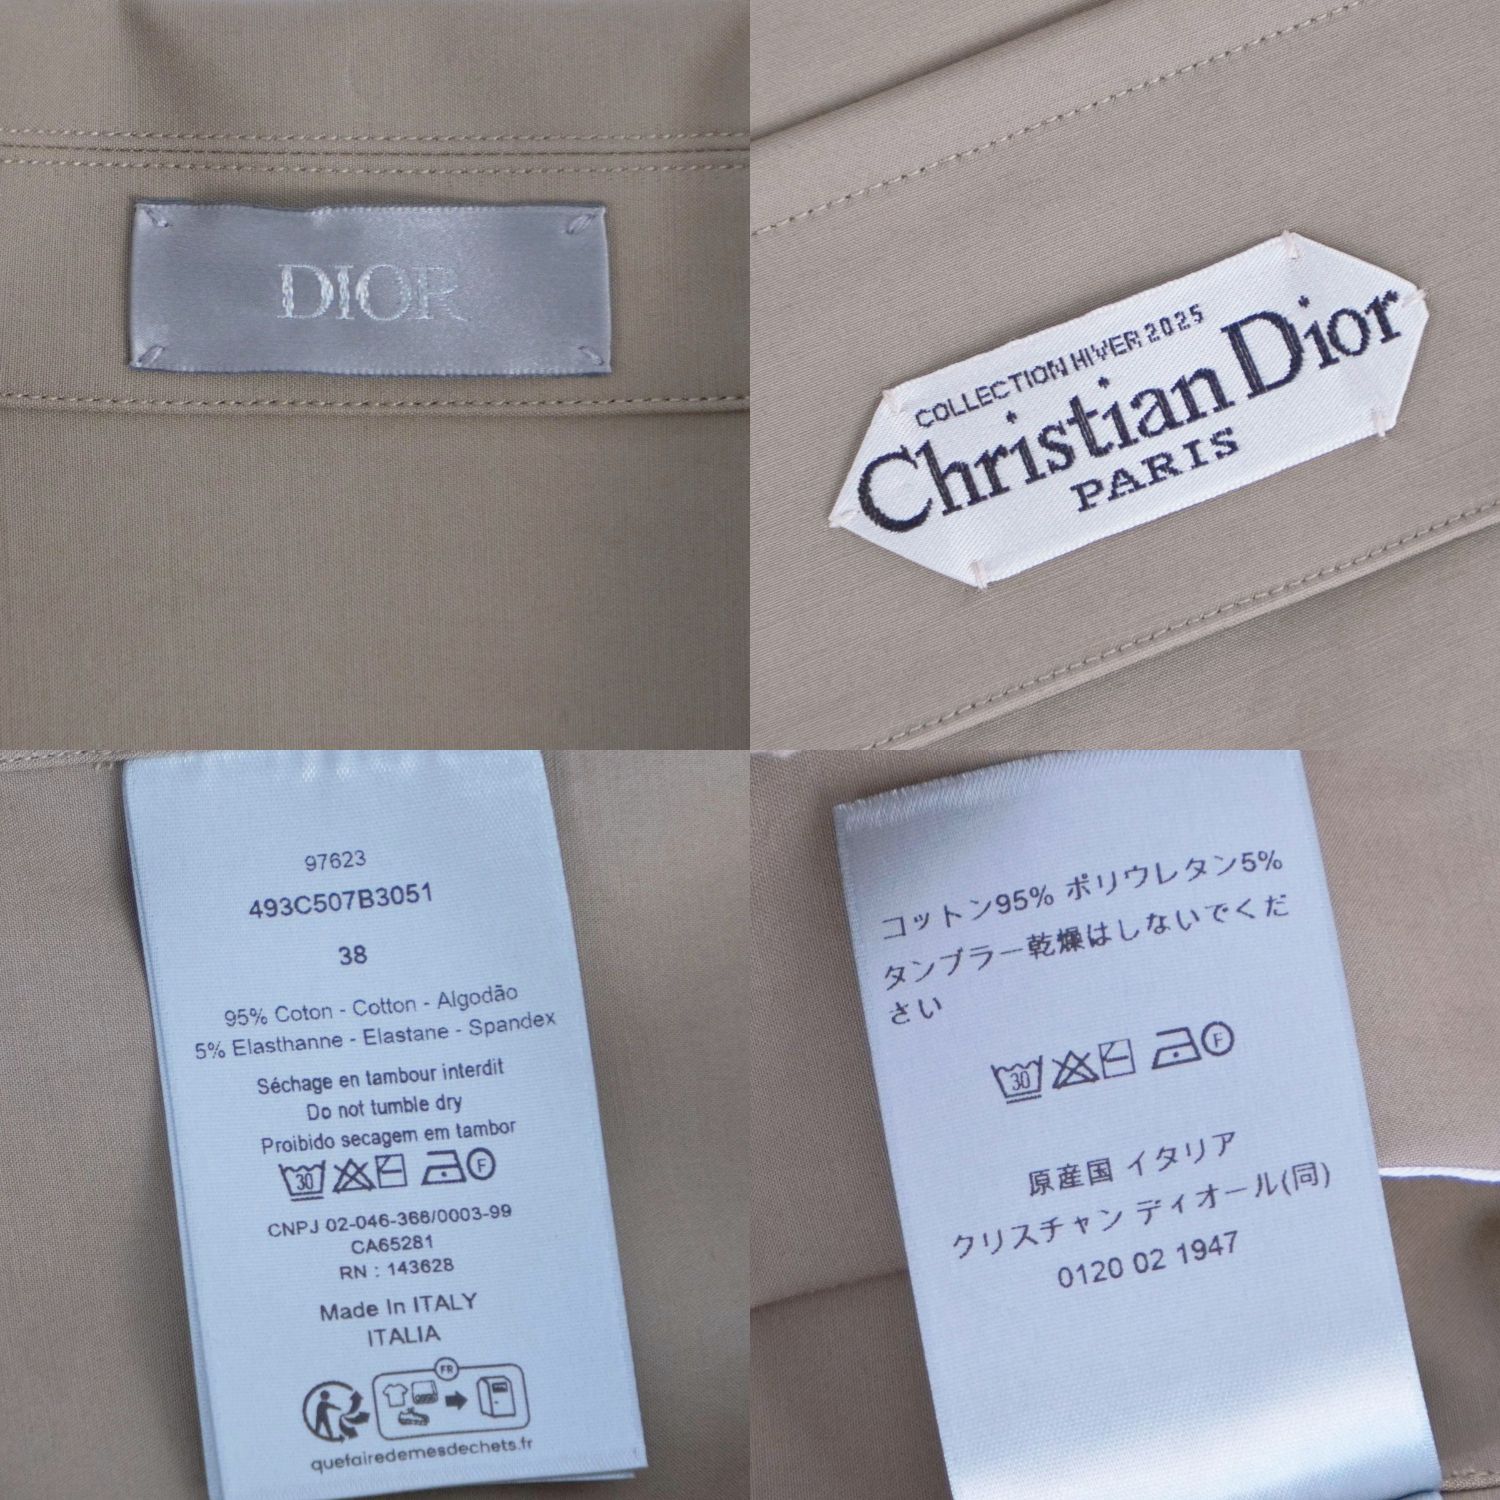 DIOR
COLLECTION HIVER 2025
Christian Dior
PARIS
97623
493C507B3051
38
95% Coton - Cotton - Algodão
5% Elasthanne - Elastane - Spandex
Séchage en tambour interdit
Do not tumble dry
Proibido secagem em tambor
30 F
CNPJ 02-046-366/0003-99
CA65281
RN : 143628
Made In ITALY
ITALIA
FR
quefairedemesdechets.fr
コットン95% ポリウレタン5%
タンブラー乾燥はしないでくだ
さい
30 F
原産国 イタリア
クリスチャン ディオール(同)
0120 02 1947